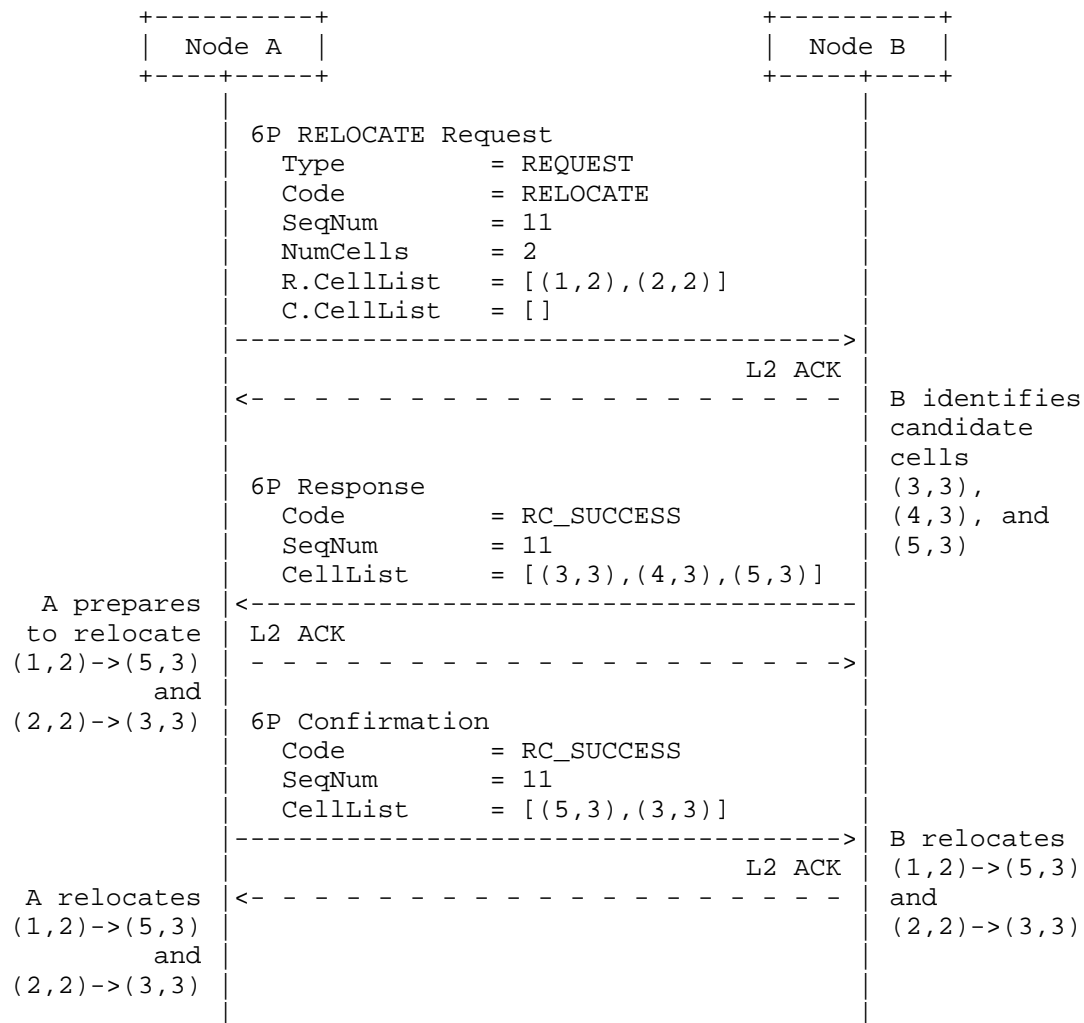 Node A Node B
6P RELOCATE Request
Type = REQUEST
Code = RELOCATE
SeqNum = 11
NumCells = 2
R.CellList = [(1,2),(2,2)]
C.CellList = []
L2 ACK
B identifies
candidate
cells
(3,3),
(4,3), and
(5,3)
6P Response
Code = RC_SUCCESS
SeqNum = 11
CellList = [(3,3),(4,3),(5,3)]
A prepares
to relocate
(1,2)->(5,3)
and
(2,2)->(3,3)
L2 ACK
6P Confirmation
Code = RC_SUCCESS
SeqNum = 11
CellList = [(5,3),(3,3)]
L2 ACK
B relocates
(1,2)->(5,3)
and
(2,2)->(3,3)
A relocates
(1,2)->(5,3)
and
(2,2)->(3,3)